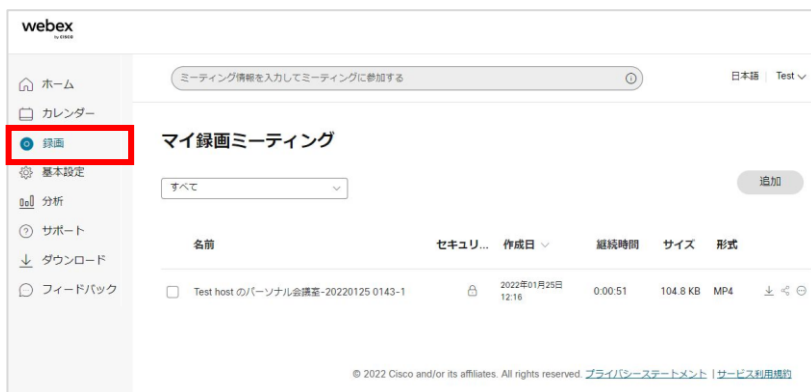 webex
by CISCO
ミーティング情報を入力してミーティングに参加する
日本語 | Test
ホーム
カレンダー
録画
基本設定
分析
サポート
ダウンロード
フィードバック
マイ録画ミーティング
すべて
追加
名前 セキュリ... 作成日 継続時間 サイズ 形式
Test host のパーソナル会議室-20220125 0143-1 2022年01月25日 12:16 0:00:51 104.8 KB MP4
© 2022 Cisco and/or its affiliates. All rights reserved. プライバシーステートメント | サービス利用規約